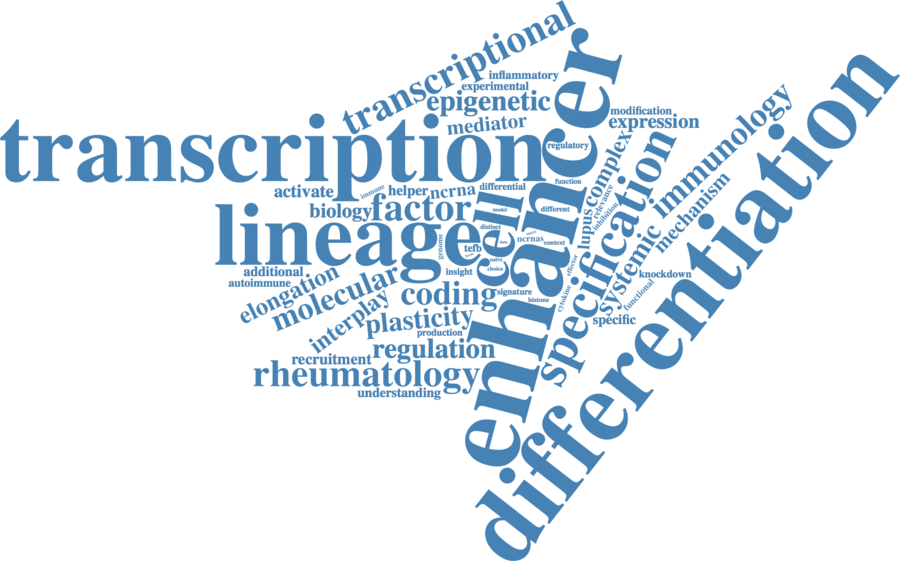 transcriptional
inflammatory
experimental
epigenetic
enhancer
differentiation
modification
expression
mediator
transcription
regulatory
complex
immunology
activate
immune
helper
ncrna
differential
function
relevance
inhibition
biology
factor
cell
model
different
specification
mechanism
lineage
distinct
lupus
systemic
genome
tefb
ncrnas
context
naive
choice
insight
effector
additional
autoimmune
knockdown
elongation
molecular
coding
signature
histone
cytokine
functional
interplay
plasticity
production
specific
regulation
recruitment
rheumatology
understanding